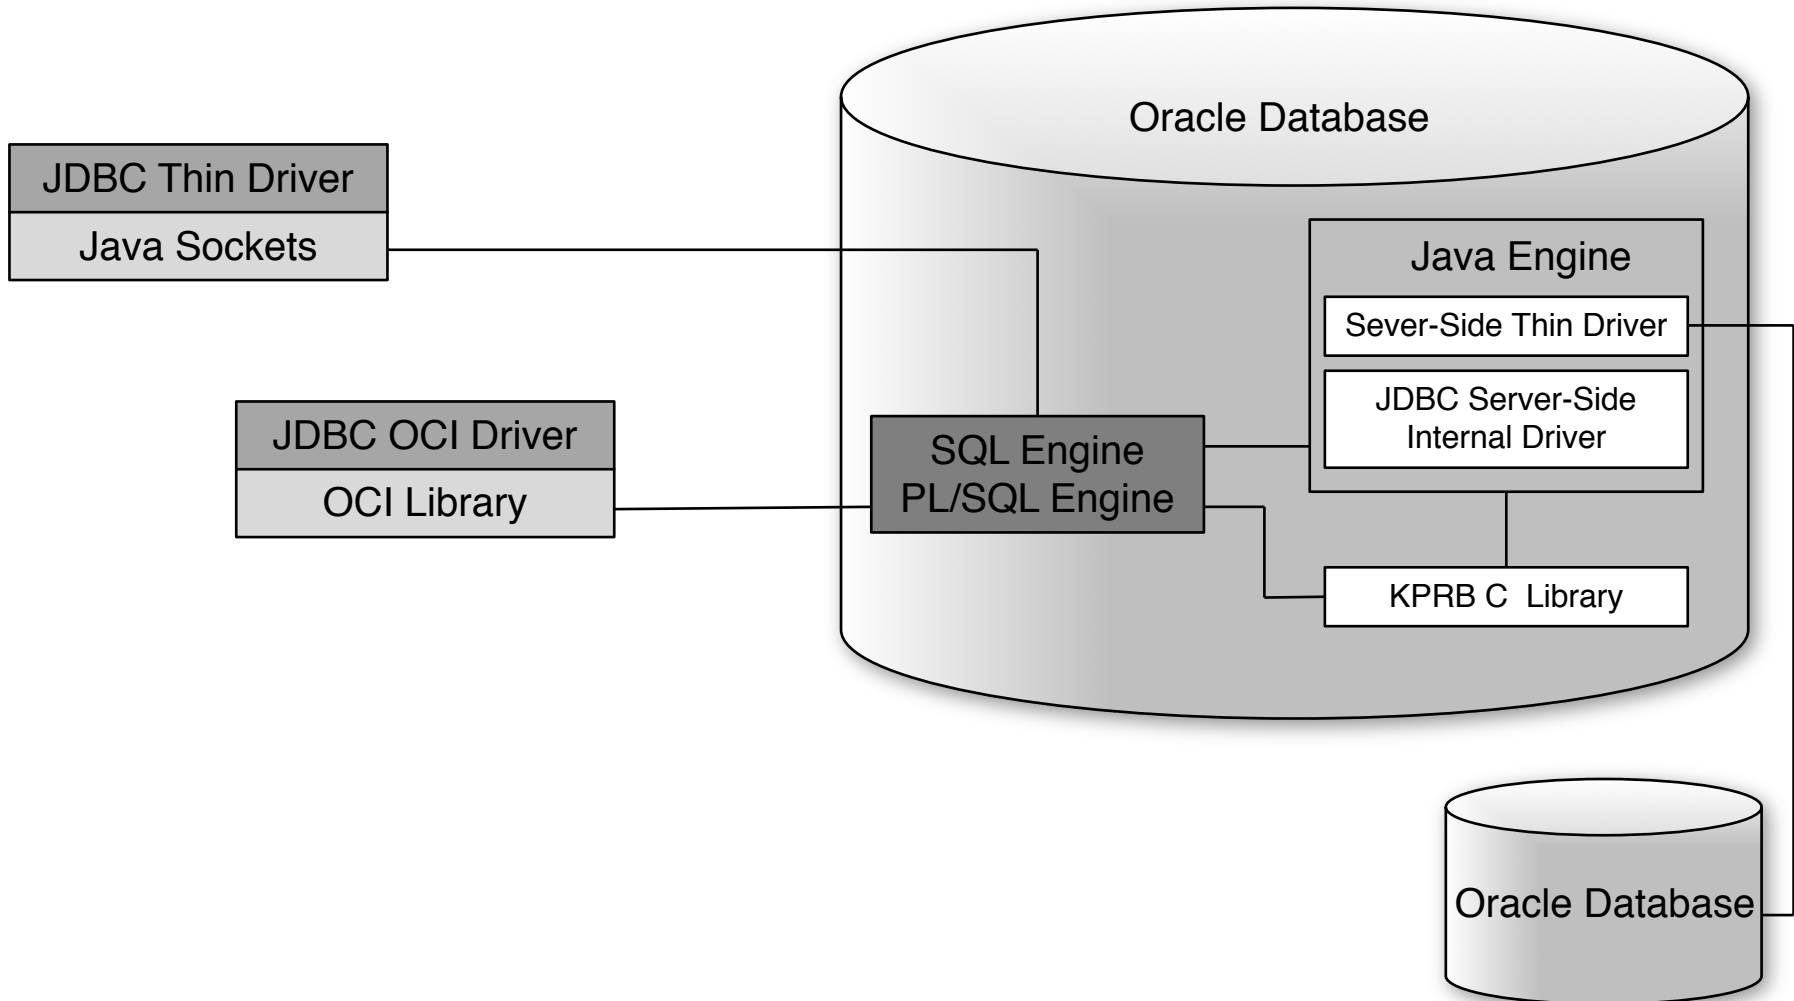 Oracle Database
JDBC Thin Driver
Java Sockets
Java Engine
Sever-Side Thin Driver
JDBC Server-Side
Internal Driver
JDBC OCI Driver
OCI Library
SQL Engine
PL/SQL Engine
KPRB C  Library
Oracle Database